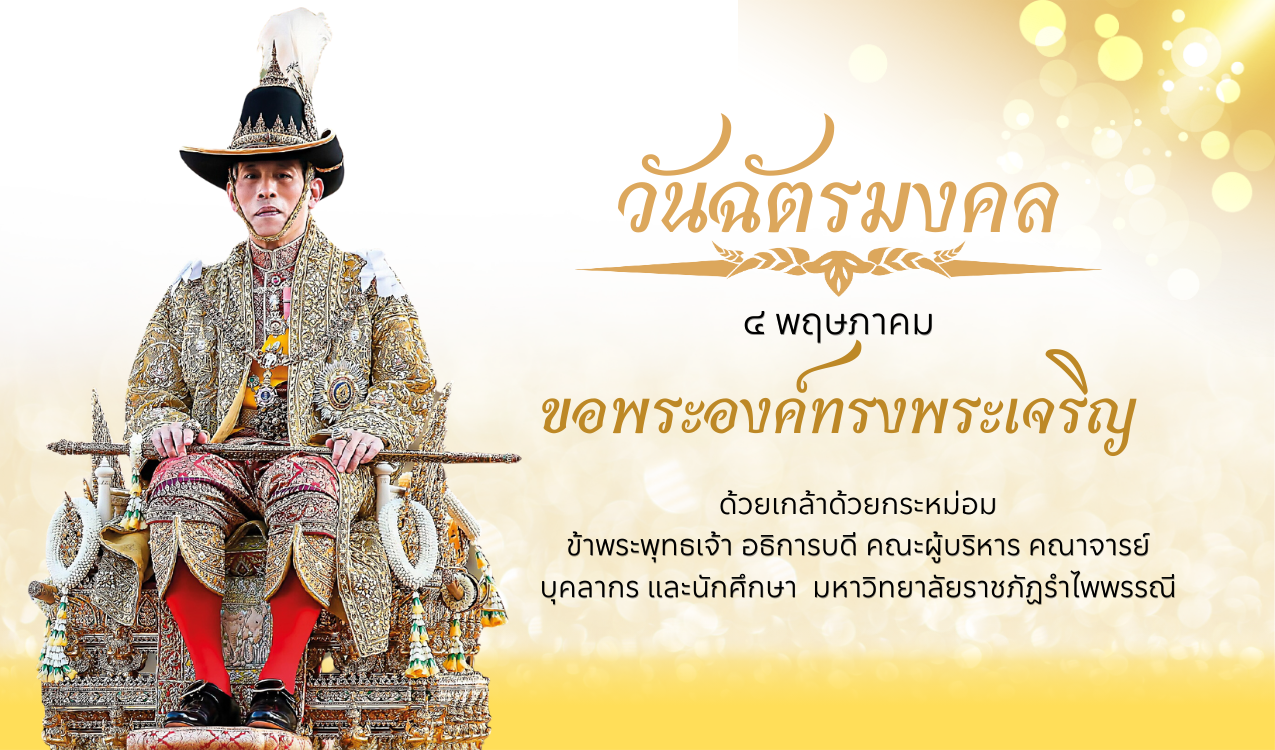 วันฉัตรมงคล
๔ พฤษภาคม
ขอพระองค์ทรงพระเจริญ
ด้วยเกล้าด้วยกระหม่อม
ข้าพระพุทธเจ้า อธิการบดี คณะผู้บริหาร คณาจารย์
บุคลากร และนักศึกษา มหาวิทยาลัยราชภัฏรำไพพรรณี